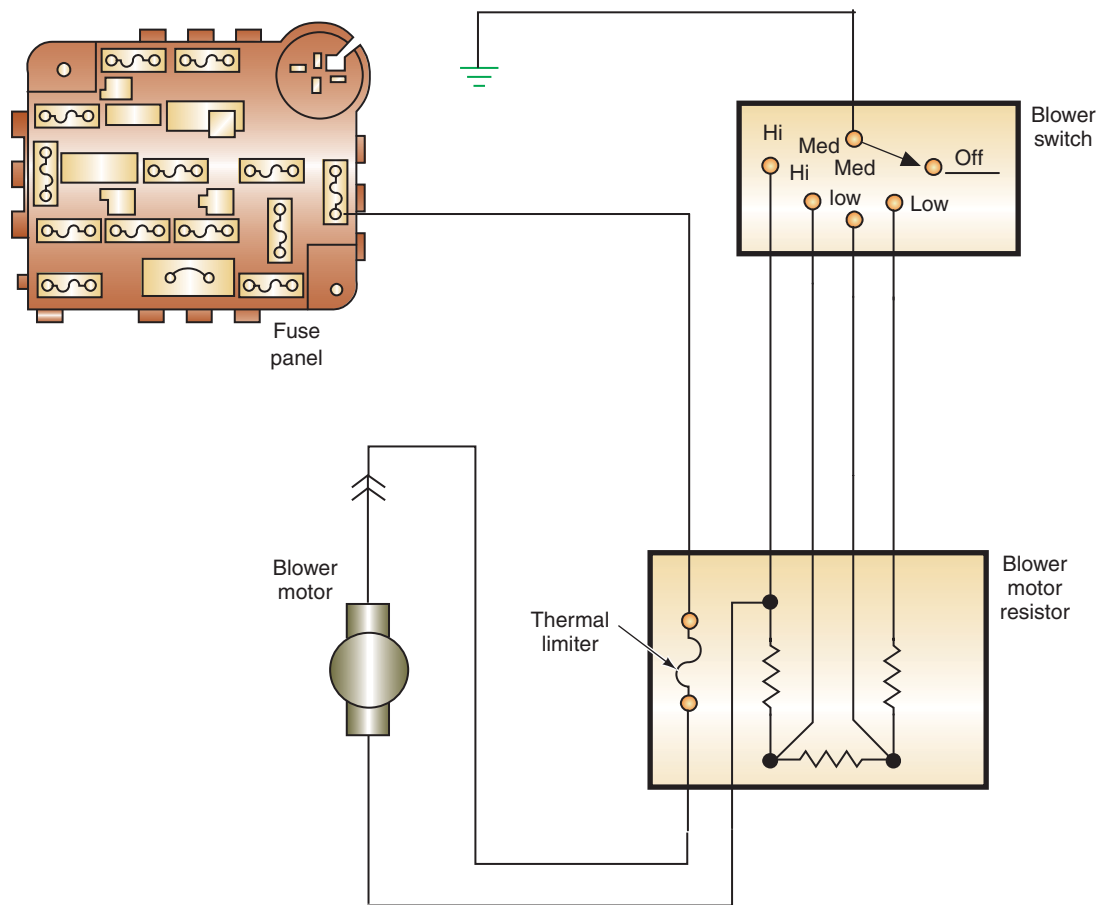 Blower
switch
Hi
Med
Med
Off
Hi
low
Low
Fuse
panel
Blower
motor
Thermal
limiter
Blower
motor
resistor